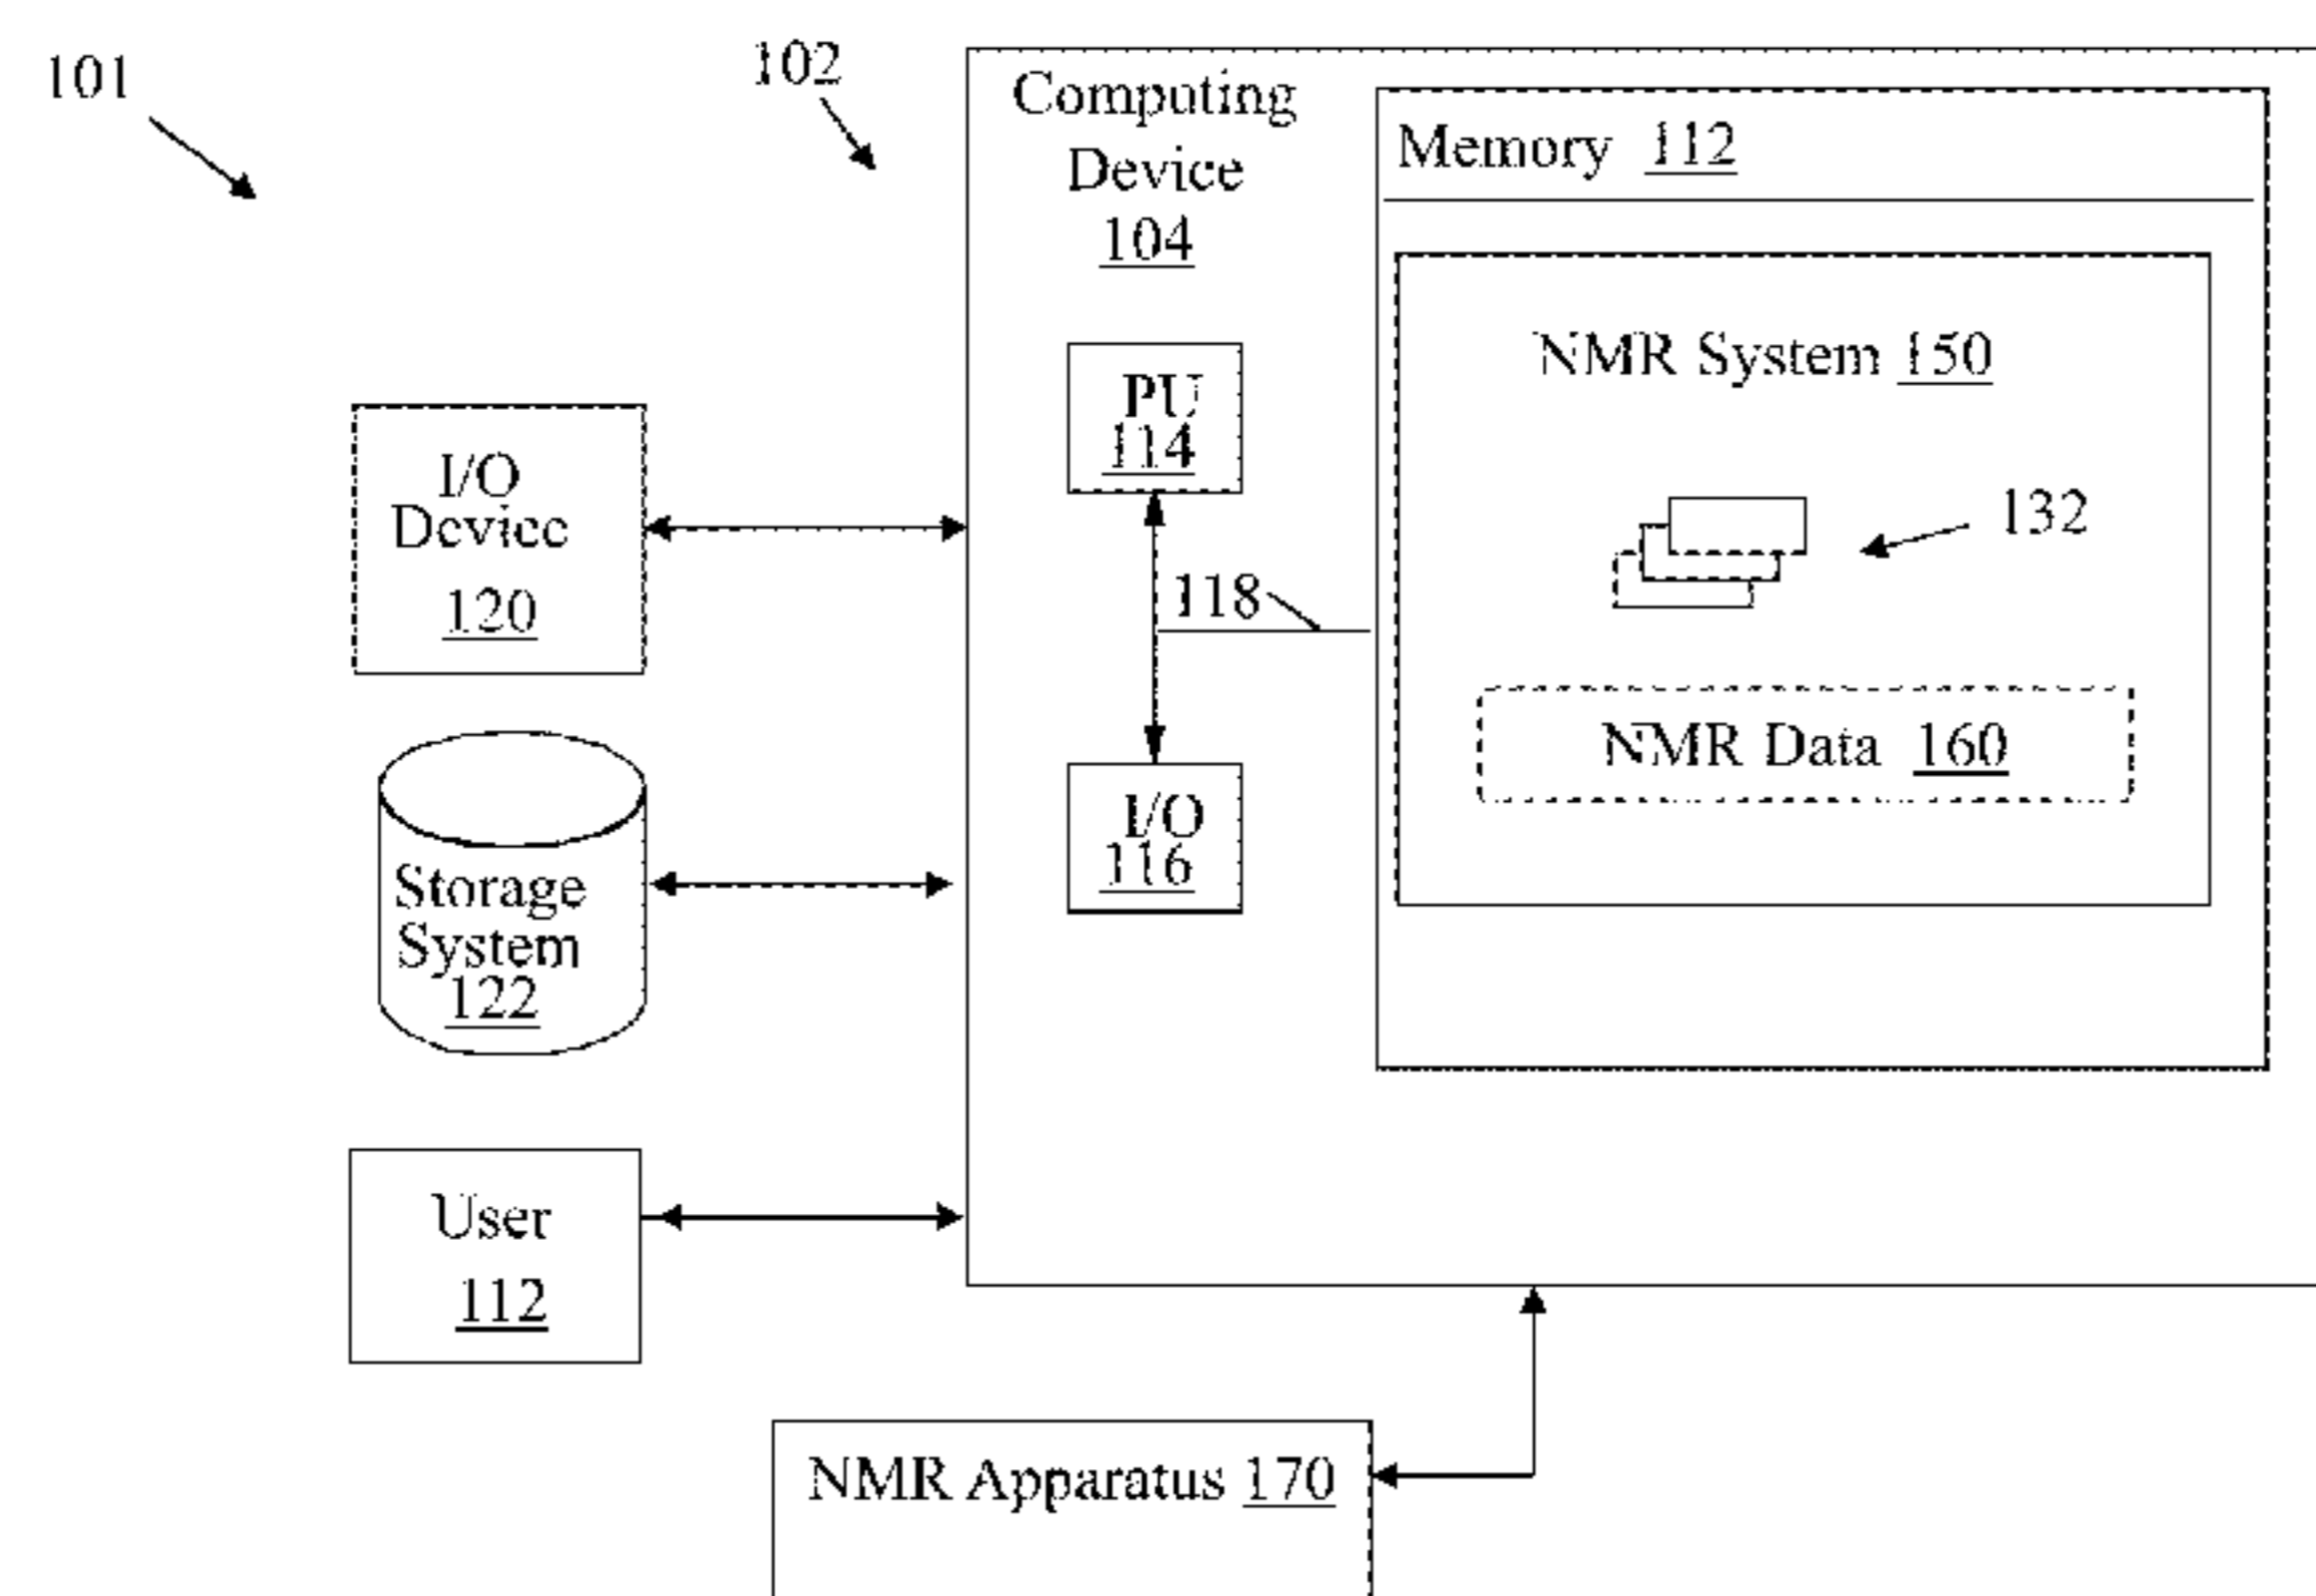 101
102
Computing
Device
104
Memory 112
NMR System 150
PU
114
132
I/O
Device
120
118
NMR Data 160
I/O
116
Storage
System
122
User
112
NMR Apparatus 170